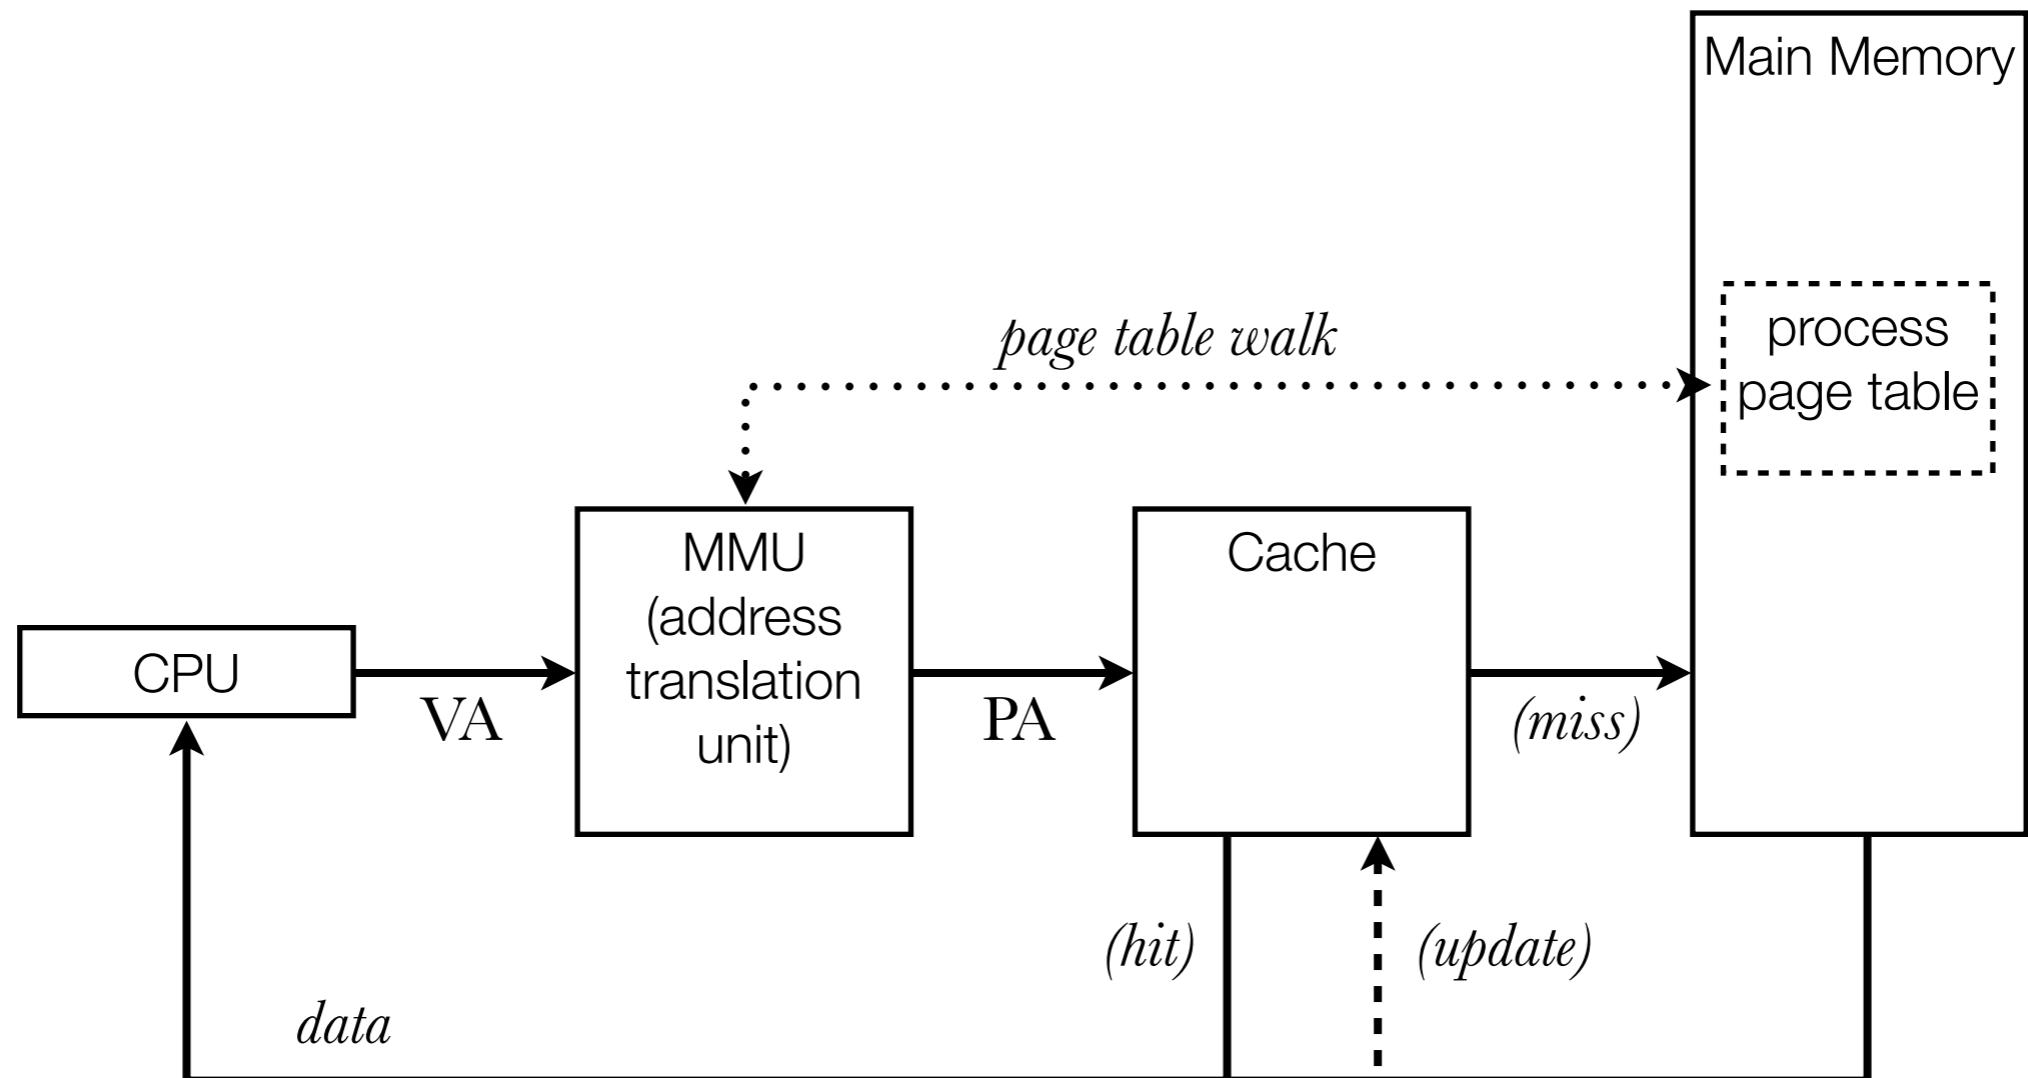 Main Memory
process
page table
page table walk
MMU
(address
translation
unit)
Cache
CPU
VA
PA
(miss)
(hit)
(update)
data